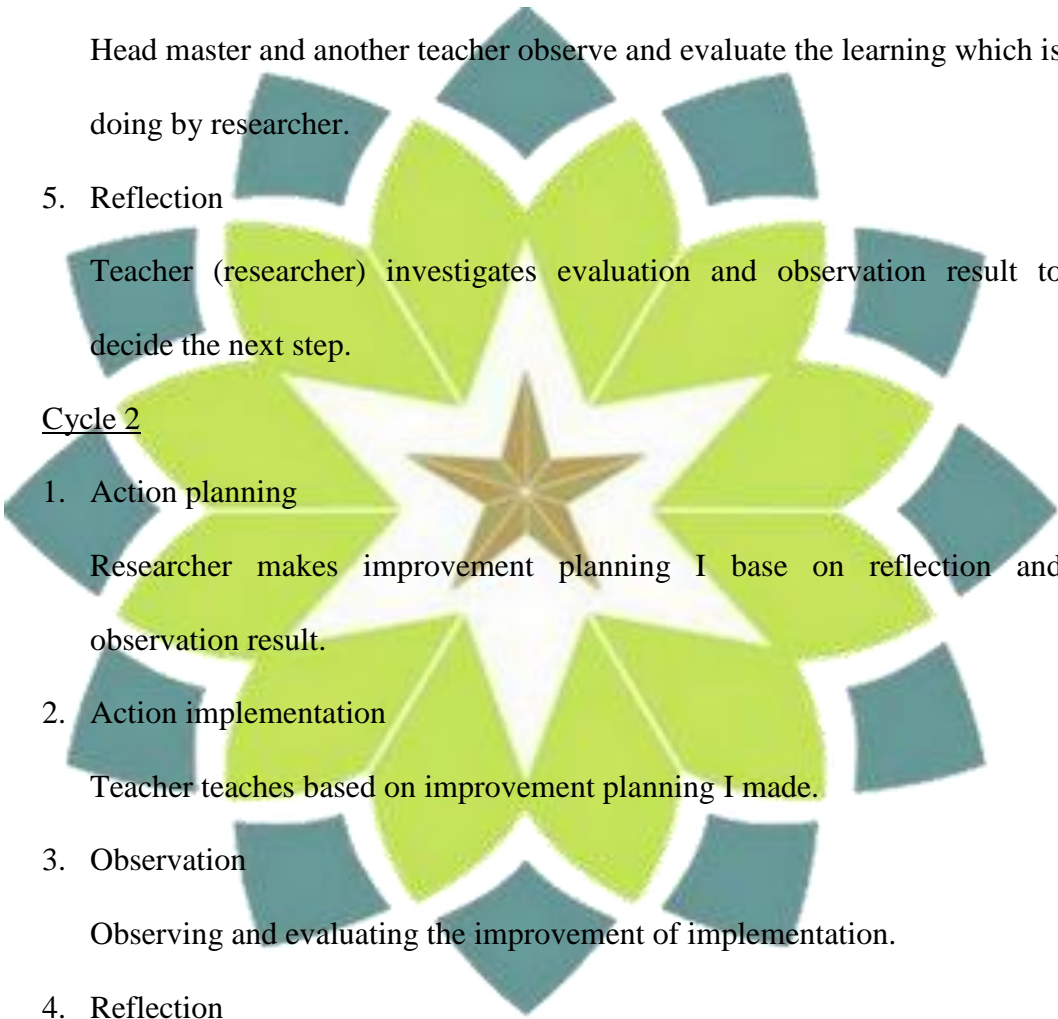 Head master and another teacher observe and evaluate the learning which is
doing by researcher.
5. Reflection
Teacher (researcher) investigates evaluation and observation result to
decide the next step.
Cycle 2
1. Action planning
Researcher makes improvement planning I base on reflection and
observation result.
2. Action implementation
Teacher teaches based on improvement planning I made.
3. Observation
Observing and evaluating the improvement of implementation.
4. Reflection